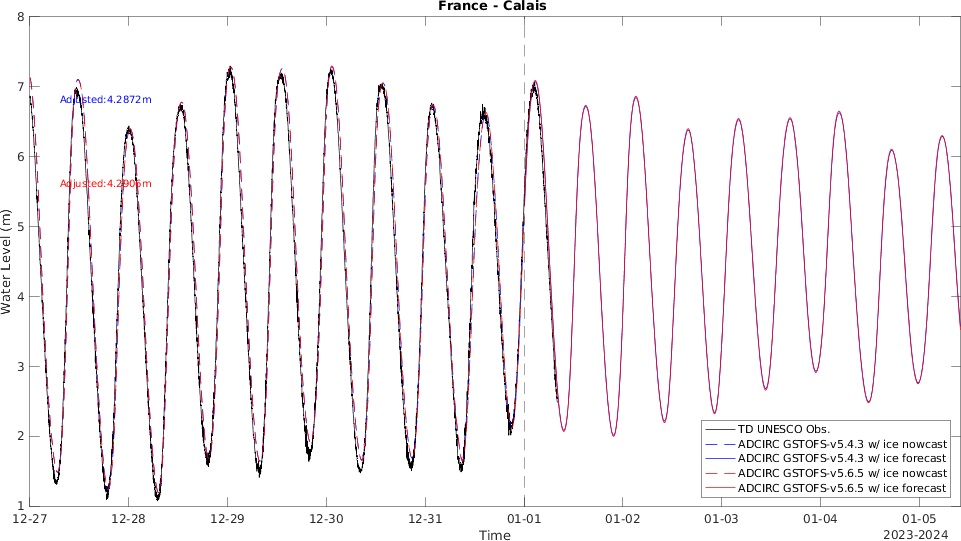 France - Calais
8
7
6
5
4
3
2
1
Water Level (m)
Adjusted:4.2872m
Adjusted:4.2906m
TD UNESCO Obs.
ADCIRC GSTOFS-v5.4.3 w/ ice nowcast
ADCIRC GSTOFS-v5.4.3 w/ ice forecast
ADCIRC GSTOFS-v5.6.5 w/ ice nowcast
ADCIRC GSTOFS-v5.6.5 w/ ice forecast
12-27 12-28 12-29 12-30 12-31 01-01 01-02 01-03 01-04 01-05
Time
2023-2024